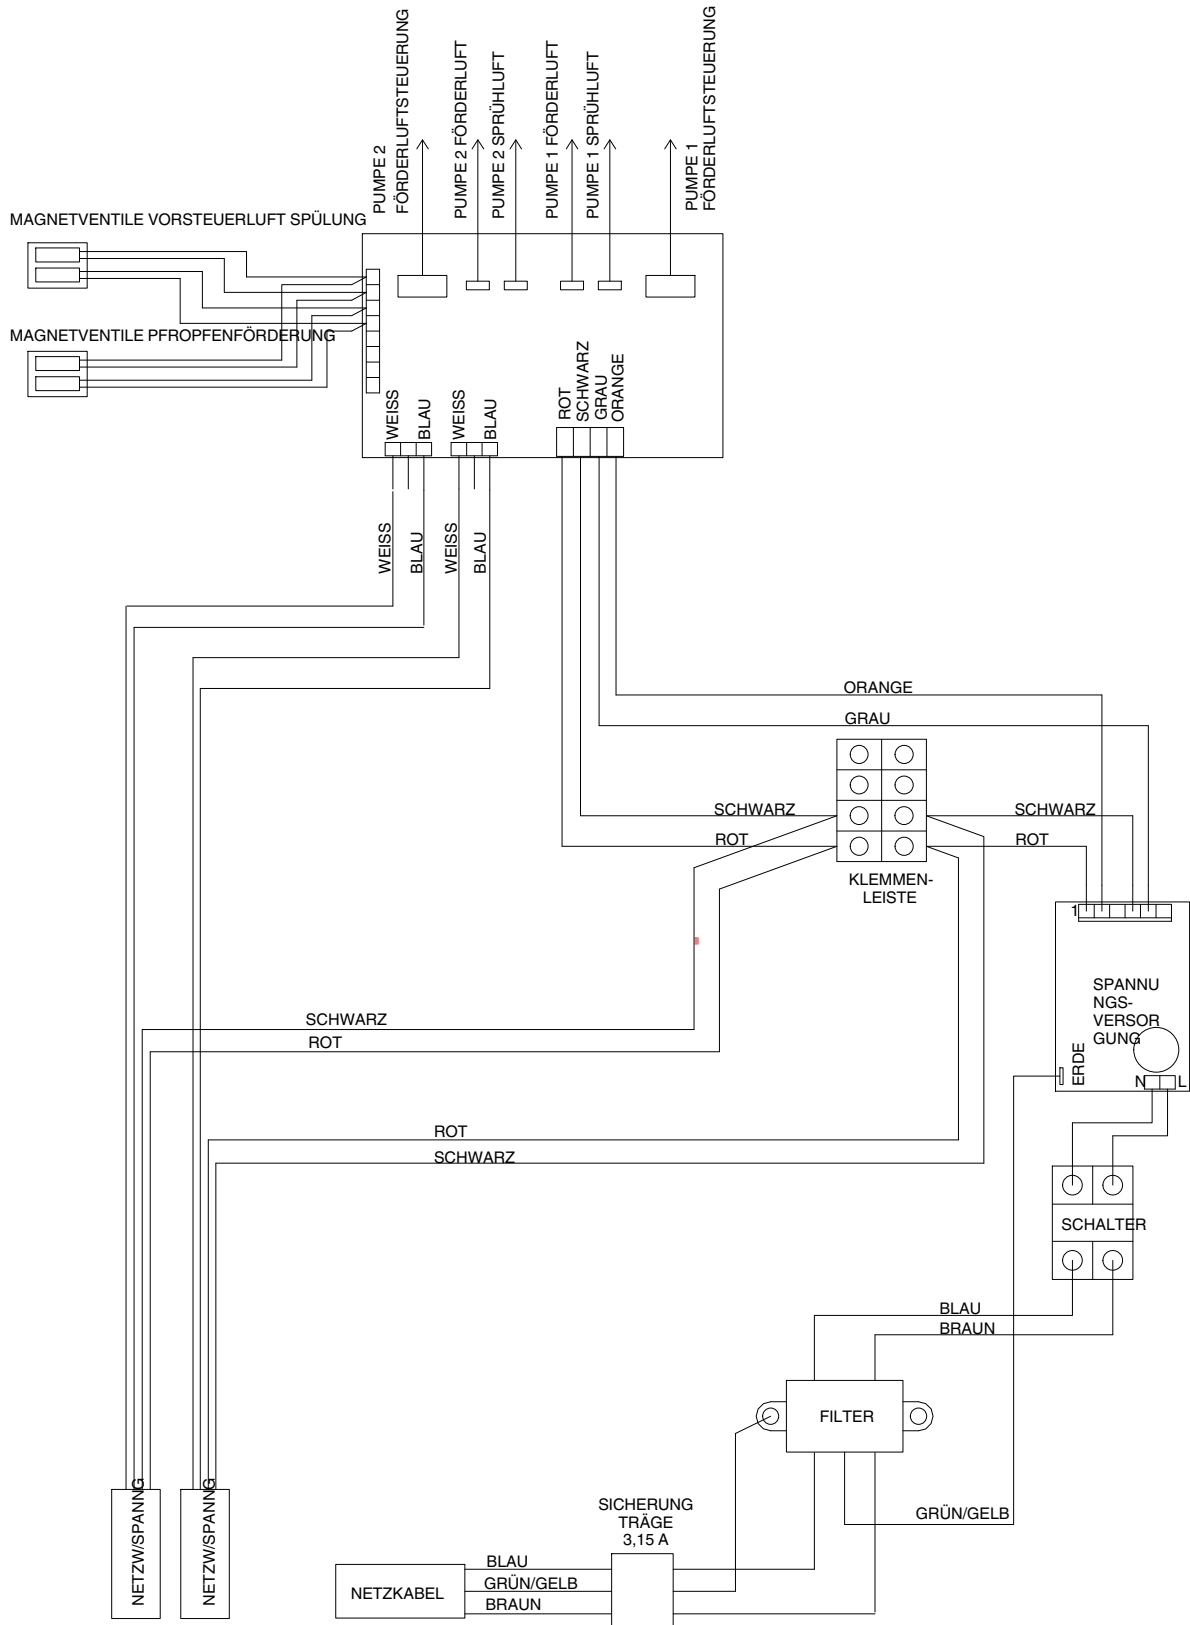 PUMPE 2
FÖRDERLUFTSTEUERUNG
PUMPE 2 FÖRDERLUFT
PUMPE 2 SPRÜHLUFT
PUMPE 1 FÖRDERLUFT
PUMPE 1 SPRÜHLUFT
PUMPE 1
FÖRDERLUFTSTEUERUNG
MAGNETVENTILE VORSTEUERLUFT SPÜLUNG
MAGNETVENTILE PFROPFENFÖRDERUNG
WEISS
BLAU
WEISS
BLAU
ROT
SCHWARZ
GRAU
ORANGE
WEISS
BLAU
WEISS
BLAU
ORANGE
GRAU
SCHWARZ
SCHWARZ
ROT
ROT
KLEMMEN-
LEISTE
1
SPANNU
NGS-
VERSOR
GUNG
ERDE
N
L
SCHWARZ
ROT
ROT
SCHWARZ
SCHALTER
BLAU
BRAUN
FILTER
GRÜN/GELB
NETZW/SPANNG
NETZW/SPANNG
SICHERUNG
TRÄGE
3,15 A
NETZKABEL
BLAU
GRÜN/GELB
BRAUN